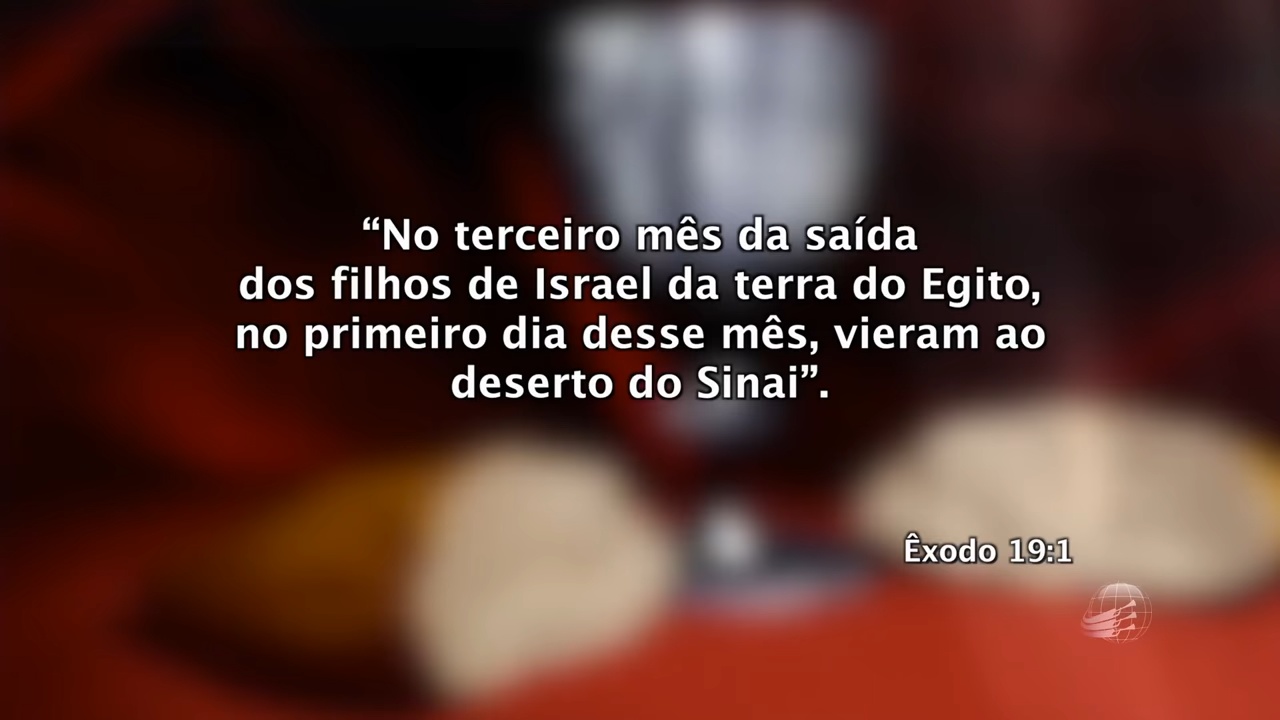 “No terceiro mês da saída
dos filhos de Israel da terra do Egito,
no primeiro dia desse mês, vieram ao
deserto do Sinai”.
Êxodo 19:1